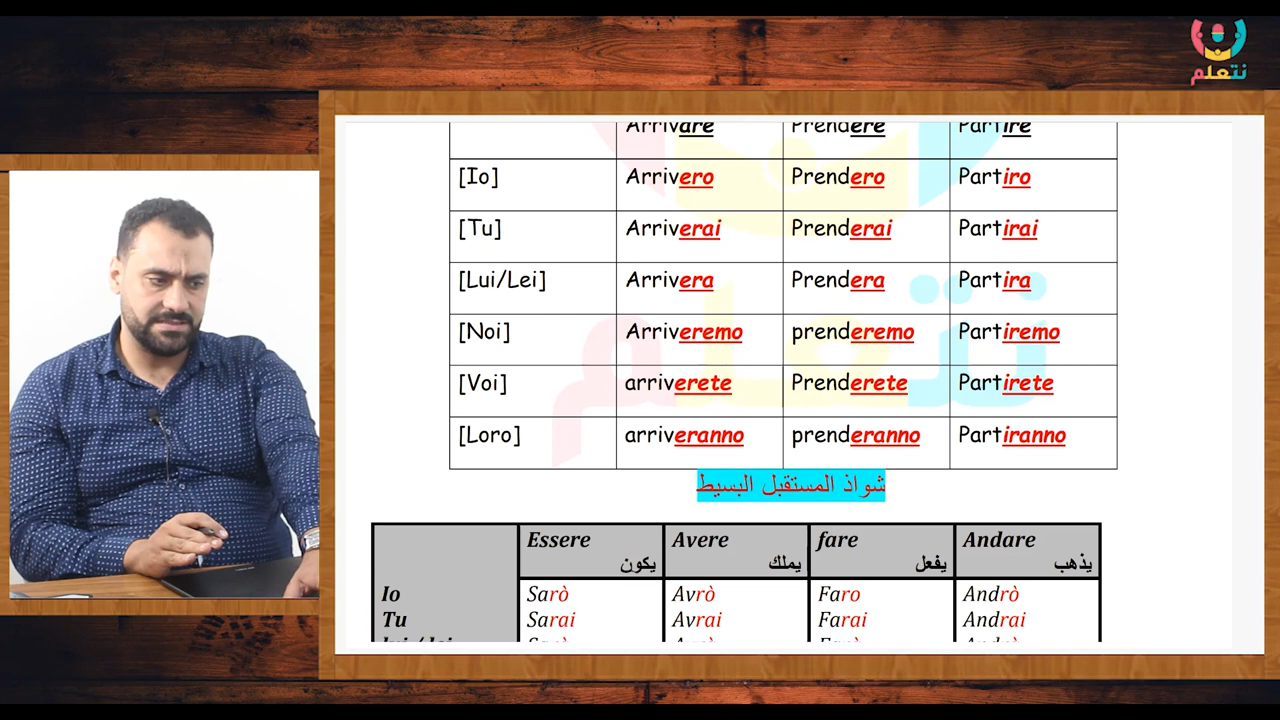 نتعلم
Arrivare Prendere Partire
[Io] Arrivero Prendero Partiro
[Tu] Arriverai Prenderai Partirai
[Lui/Lei] Arrivera Prendera Partira
[Noi] Arriveremo prenderemo Partiremo
[Voi] arriverete Prenderete Partirete
[Loro] arriveranno prenderanno Partiranno
شواذ المستقبل البسيط
Essere Avere fare Andare
يكون يملك يفعل يذهب
Io Sarò Avrò Faro Andrò
Tu Sarai Avrai Farai Andrai